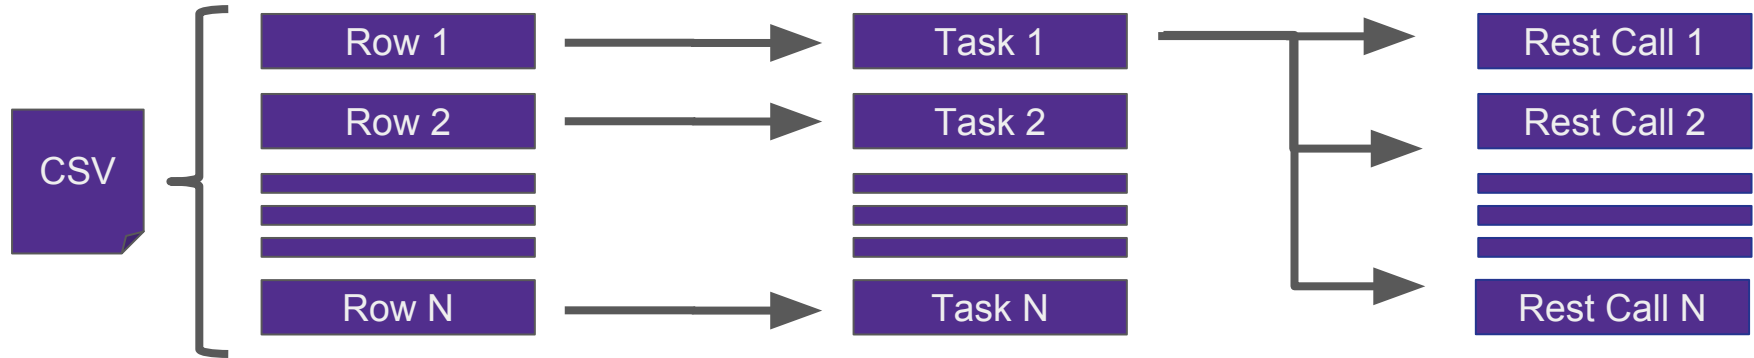 CSV
Row 1
Task 1
Rest Call 1
Row 2
Task 2
Rest Call 2
Row N
Task N
Rest Call N